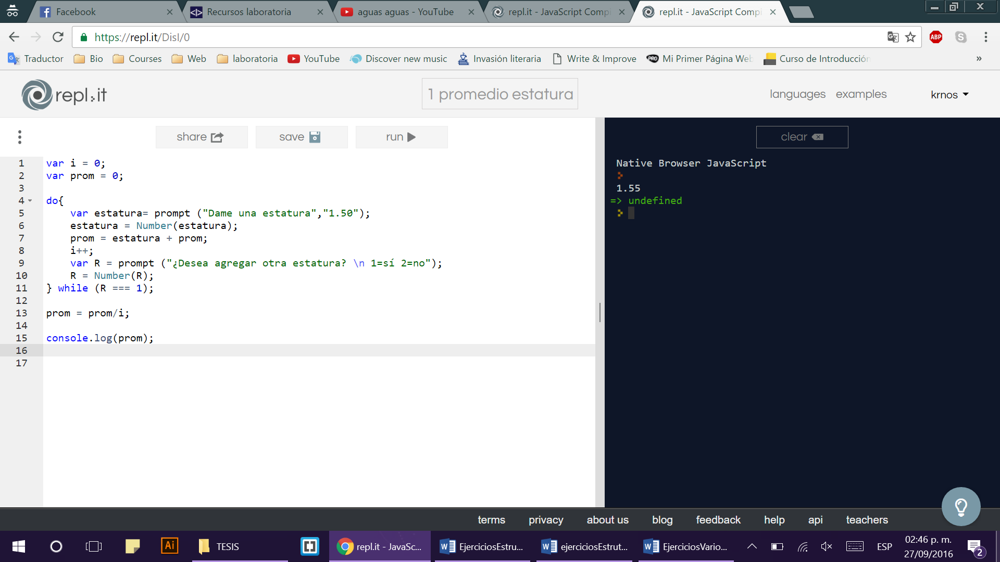 Facebook
Recursos laboratoria
aguas aguas - YouTube
repl.it - JavaScript Comp
repl.it - JavaScript Compi
https://repl.it/Disl/0
ABP
Traductor
Bio
Courses
Web
laboratoria
YouTube
Discover new music
Invasión literaria
Write & Improve
PRO
Mi Primer Página Web
Curso de Introducción
»
repl.it
1 promedio estatura
languages examples
krnos
share
save
run
clear
1 var i = 0;
2 var prom = 0;
3
4 do{
5 var estatura= prompt ("Dame una estatura","1.50");
6 estatura = Number(estatura);
7 prom = estatura + prom;
8 i++;
9 var R = prompt ("¿Desea agregar otra estatura? \n 1=sí 2=no");
10 R = Number(R);
11 } while (R === 1);
12
13 prom = prom/i;
14
15 console.log(prom);
16
17
Native Browser JavaScript
1.55
=> undefined
terms privacy about us blog feedback help api teachers
Ai
TESIS
repl.it - JavaSc...
EjerciciosEstru...
ejerciciosEstrut...
EjerciciosVario...
ESP
02:46 p. m.
27/09/2016
2